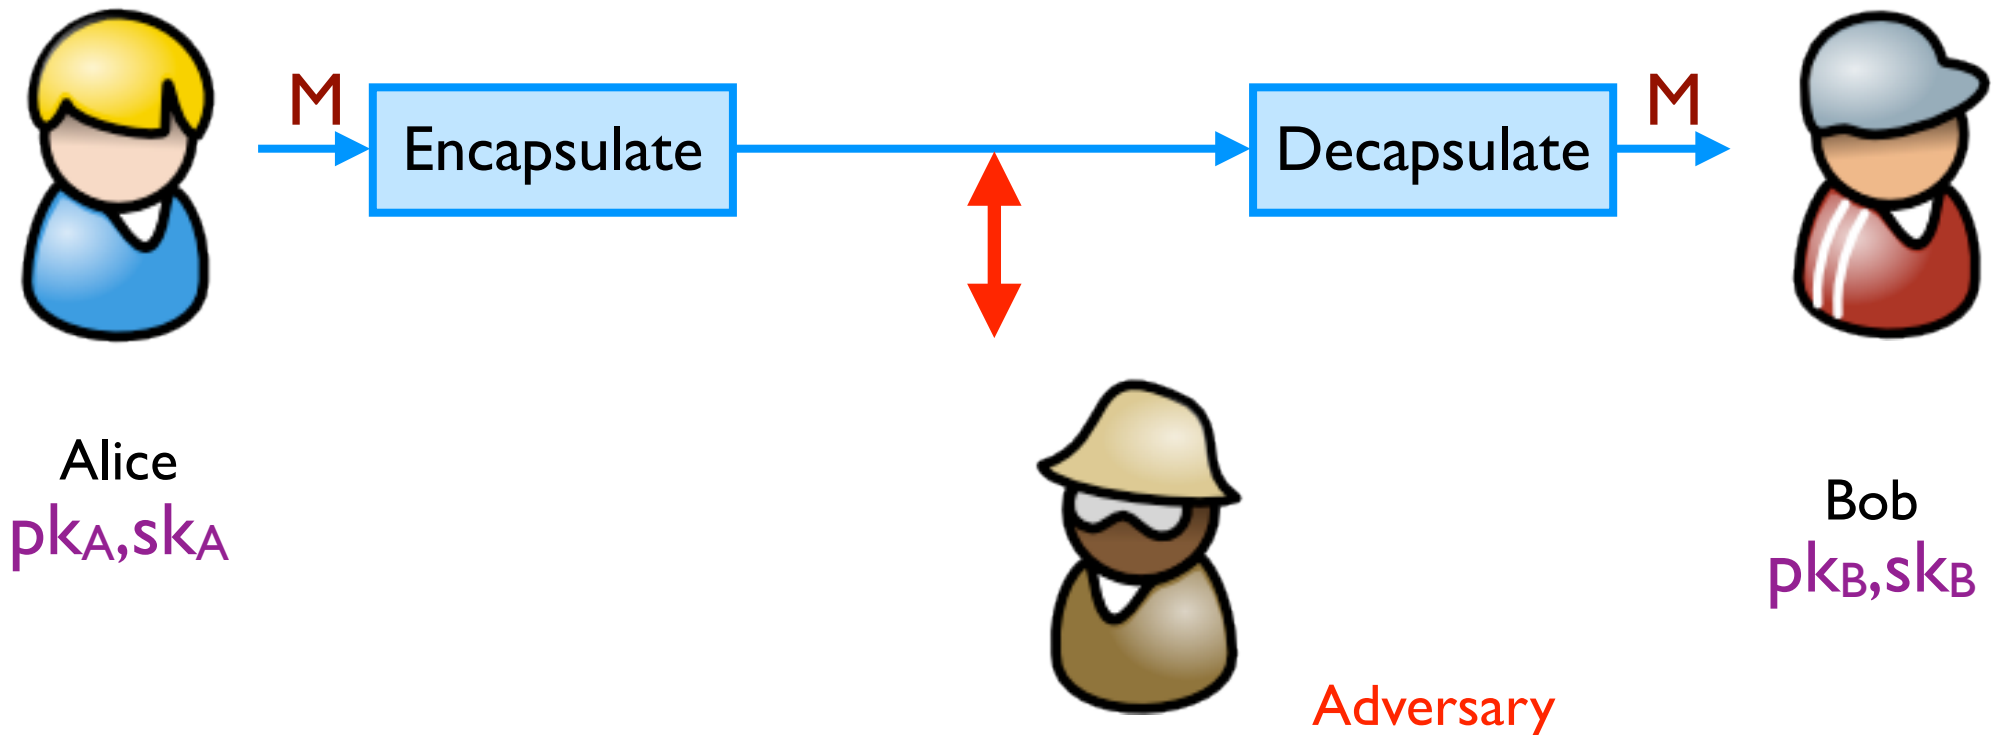 M
Encapsulate
Decapsulate
M
Alice
pkA,skA
Bob
pkB,skB
Adversary